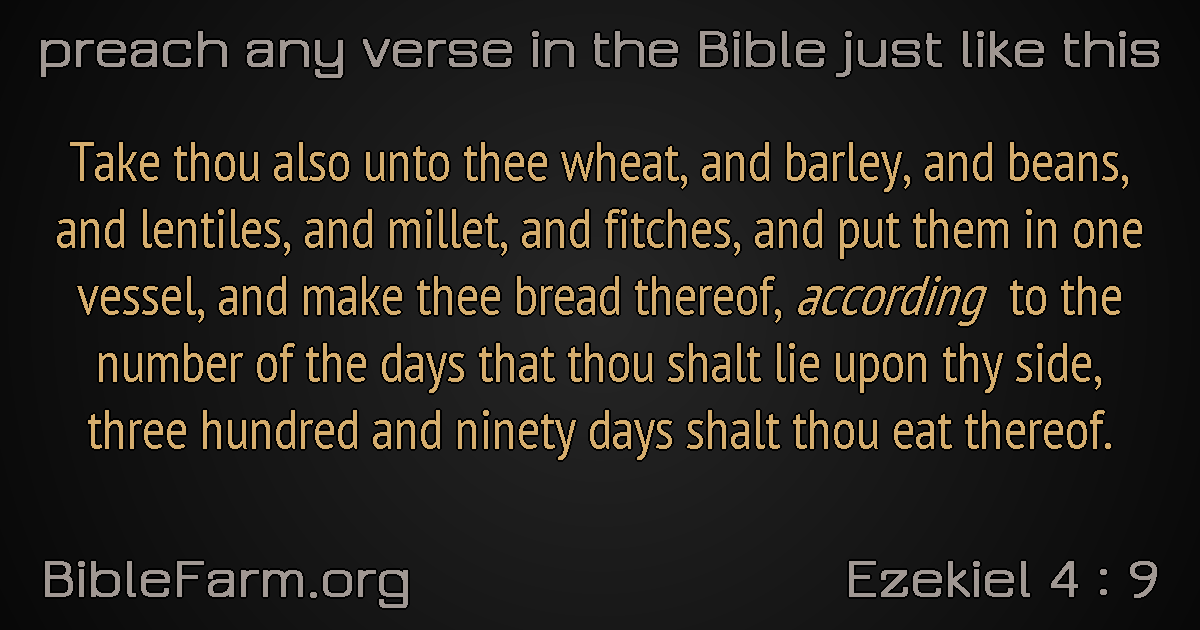 preach any verse in the Bible just like this
Take thou also unto thee wheat, and barley, and beans,
and lentiles, and millet, and fitches, and put them in one
vessel, and make thee bread thereof, according to the
number of the days that thou shalt lie upon thy side,
three hundred and ninety days shalt thou eat thereof.
BibleFarm.org
Ezekiel 4 : 9